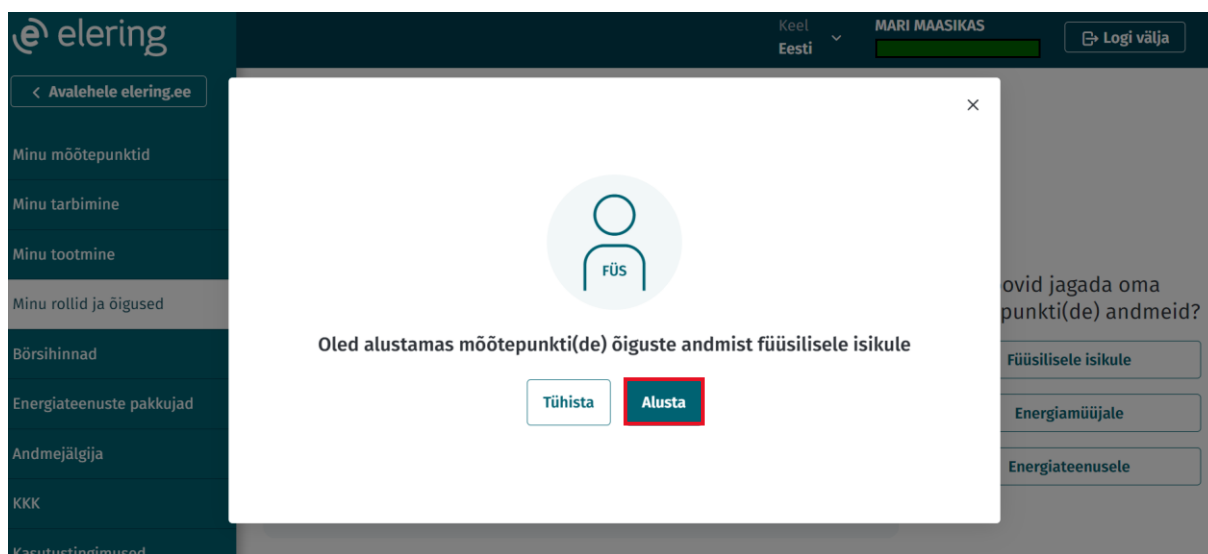 elering
Keel
Eesti
MARI MAASIKAS
Logi välja
Avalehele elering.ee
Minu mõõtepunktid
Minu tarbimine
Minu tootmine
Minu rollid ja õigused
Börsihinnad
Energiateenuste pakkujad
Andmejälgija
KKK
Kasutustingimused
FÜS
Oled alustamas mõõtepunkti(de) õiguste andmist füüsilisele isikule
Tühista
Alusta
ovid jagada oma
punkti(de) andmeid?
Füüsilisele isikule
Energiamüüjale
Energiateenusele